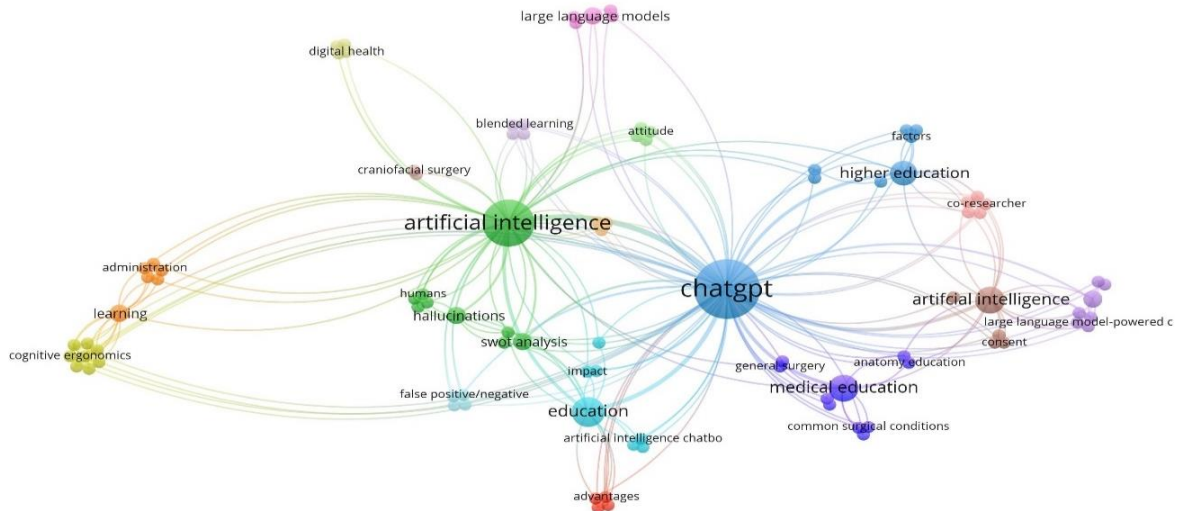 large language models
digital health
blended learning
attitude
factors
craniofacial surgery
higher education
co-researcher
artificial intelligence
administration
chatgpt
humans
artifcial intelligence
learning
hallucinations
large language model-powered c
swot analysis
consent
cognitive ergonomics
general surgery
anatomy education
impact
medical education
false positive/negative
education
common surgical conditions
artificial intelligence chatbo
advantages